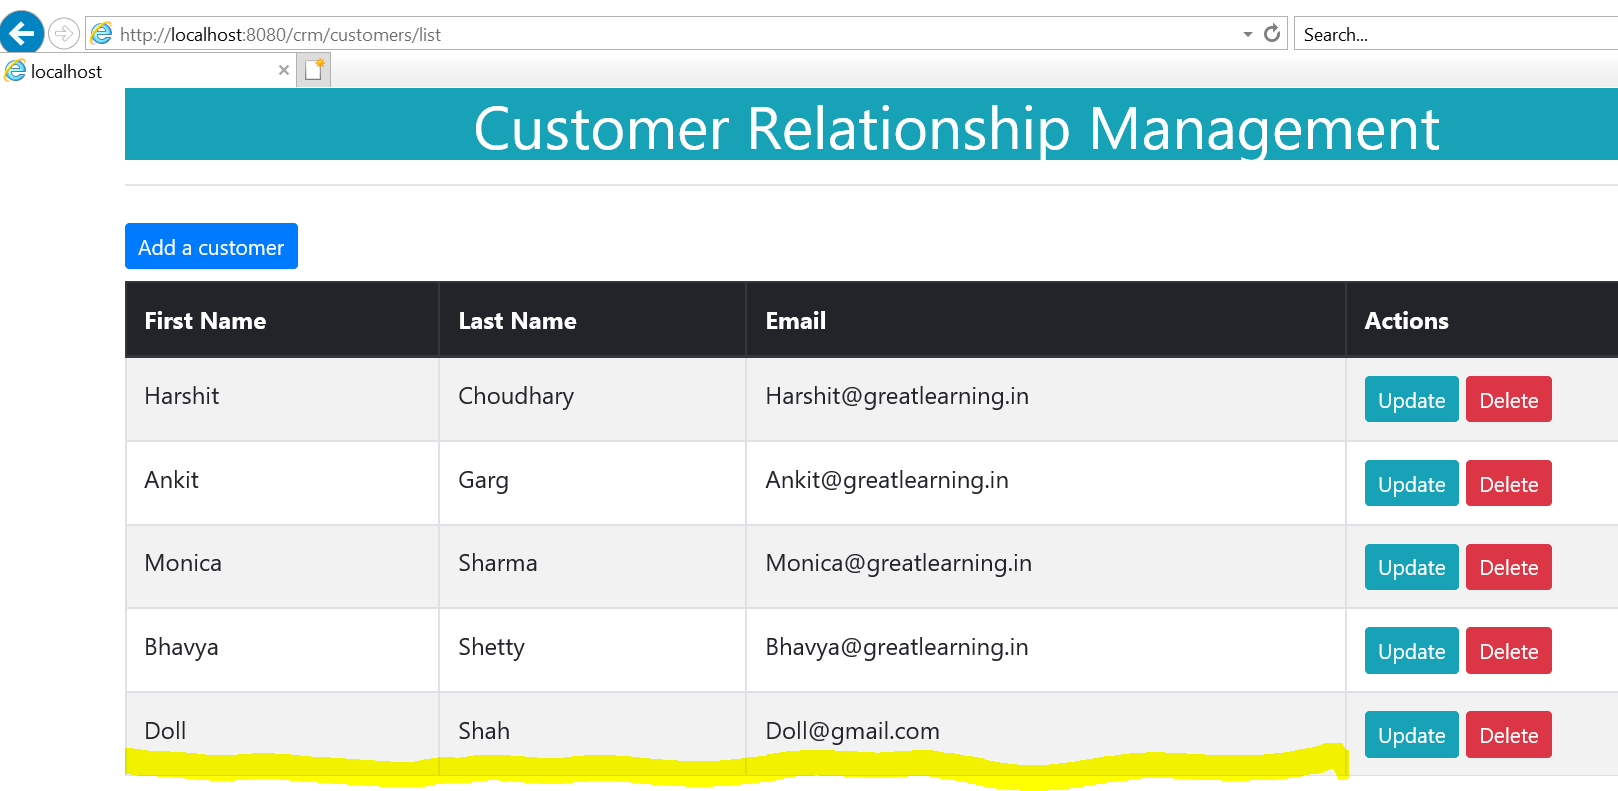 http://localhost:8080/crm/customers/list Search...
localhost
Customer Relationship Management
Add a customer
First Name Last Name Email Actions
Harshit Choudhary Harshit@greatlearning.in Update Delete
Ankit Garg Ankit@greatlearning.in Update Delete
Monica Sharma Monica@greatlearning.in Update Delete
Bhavya Shetty Bhavya@greatlearning.in Update Delete
Doll Shah Doll@gmail.com Update Delete